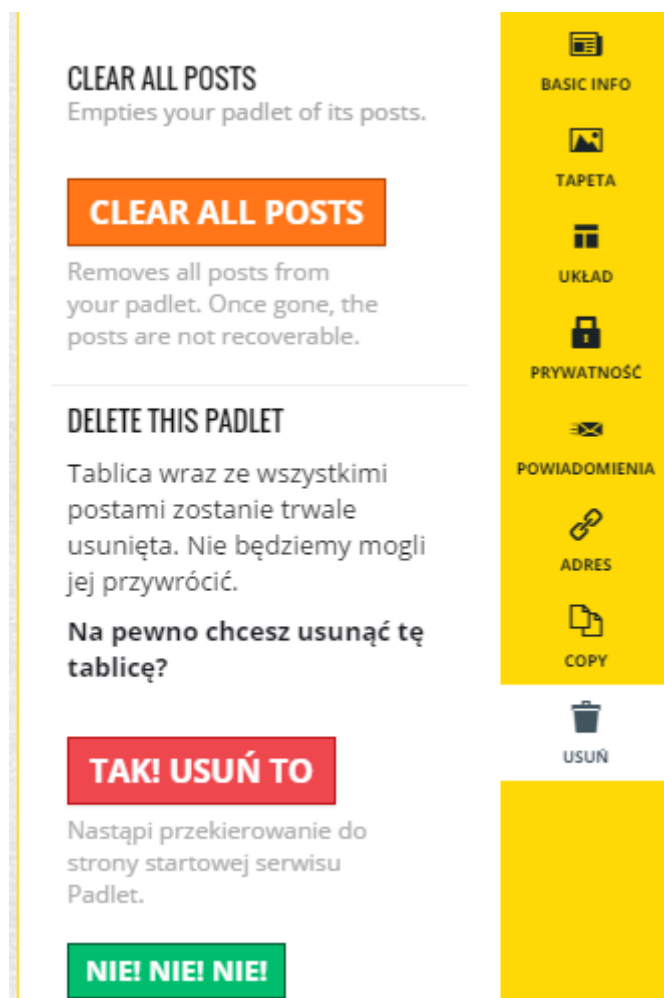 CLEAR ALL POSTS
Empties your padlet of its posts.
CLEAR ALL POSTS
Removes all posts from
your padlet. Once gone, the
posts are not recoverable.
DELETE THIS PADLET
Tablica wraz ze wszystkimi
postami zostanie trwale
usunięta. Nie będziemy mogli
jej przywrócić.
Na pewno chcesz usunąć tę
tablicę?
TAK! USUŃ TO
Nastąpi przekierowanie do
strony startowej serwisu
Padlet.
NIE! NIE! NIE!
BASIC INFO
TAPETA
UKŁAD
PRYWATNOŚĆ
POWIADOMIENIA
ADRES
COPY
USUŃ